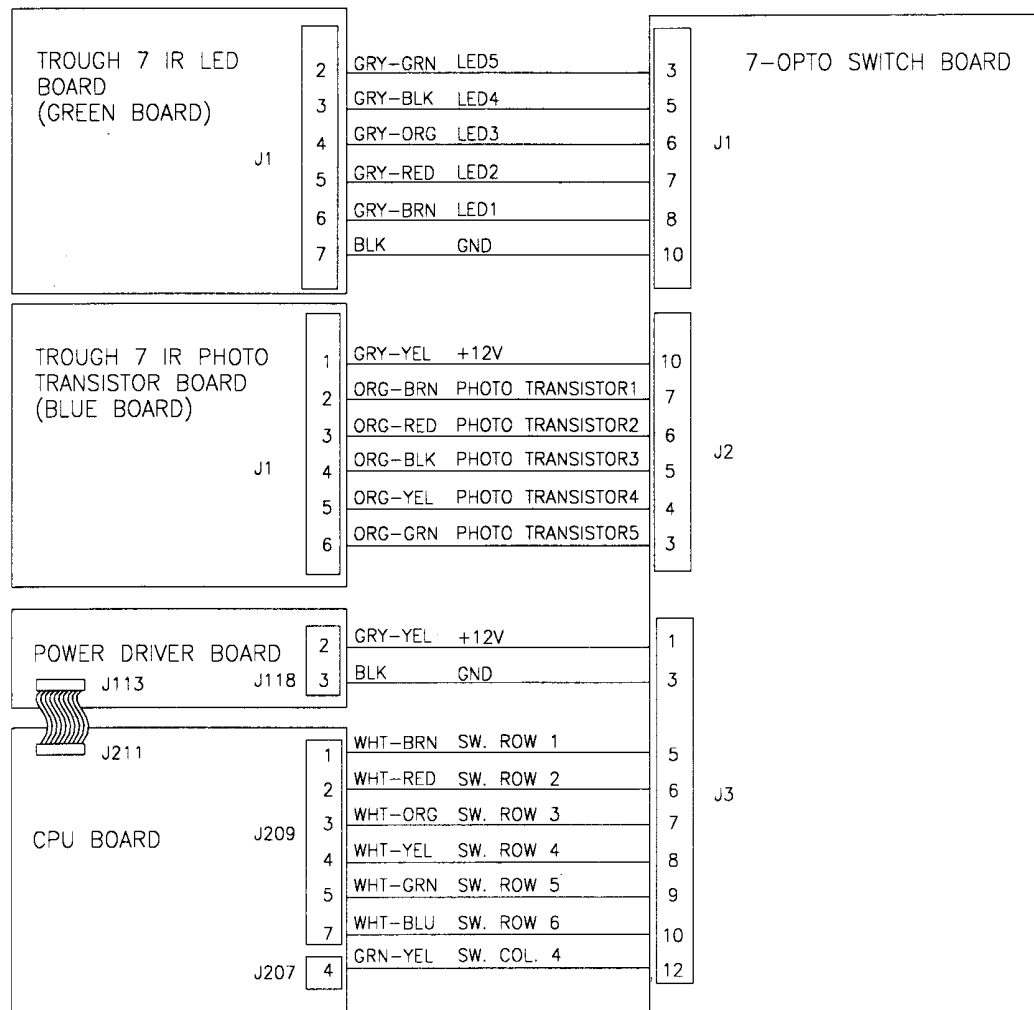 TROUGH 7 IR LED
BOARD
(GREEN BOARD)
J1
2 GRY-GRN LED5 3
3 GRY-BLK LED4 5
4 GRY-ORG LED3 6
5 GRY-RED LED2 7
6 GRY-BRN LED1 8
7 BLK GND 10
7-OPTO SWITCH BOARD
J1
TROUGH 7 IR PHOTO
TRANSISTOR BOARD
(BLUE BOARD)
J1
1 GRY-YEL +12V 10
2 ORG-BRN PHOTO TRANSISTOR1 7
3 ORG-RED PHOTO TRANSISTOR2 6
4 ORG-BLK PHOTO TRANSISTOR3 5
5 ORG-YEL PHOTO TRANSISTOR4 4
6 ORG-GRN PHOTO TRANSISTOR5 3
J2
POWER DRIVER BOARD
J113
J118
2 GRY-YEL +12V 1
3 BLK GND 3
J211
CPU BOARD
J209
1 WHT-BRN SW. ROW 1 5
2 WHT-RED SW. ROW 2 6
3 WHT-ORG SW. ROW 3 7
4 WHT-YEL SW. ROW 4 8
5 WHT-GRN SW. ROW 5 9
7 WHT-BLU SW. ROW 6 10
J207 4 GRN-YEL SW. COL. 4 12
J3